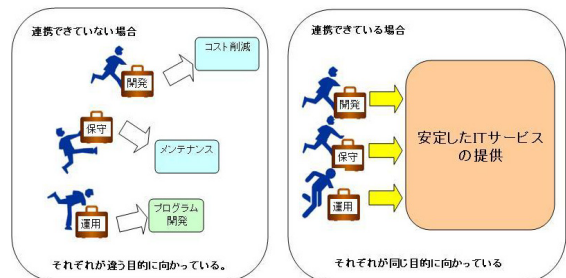 連携できていない場合
コスト削減
開発
保守
メンテナンス
運用
プログラム
開発
それぞれが違う目的に向かっている。
連携できている場合
開発
保守
運用
安定したITサービス
の提供
それぞれが同じ目的に向かっている